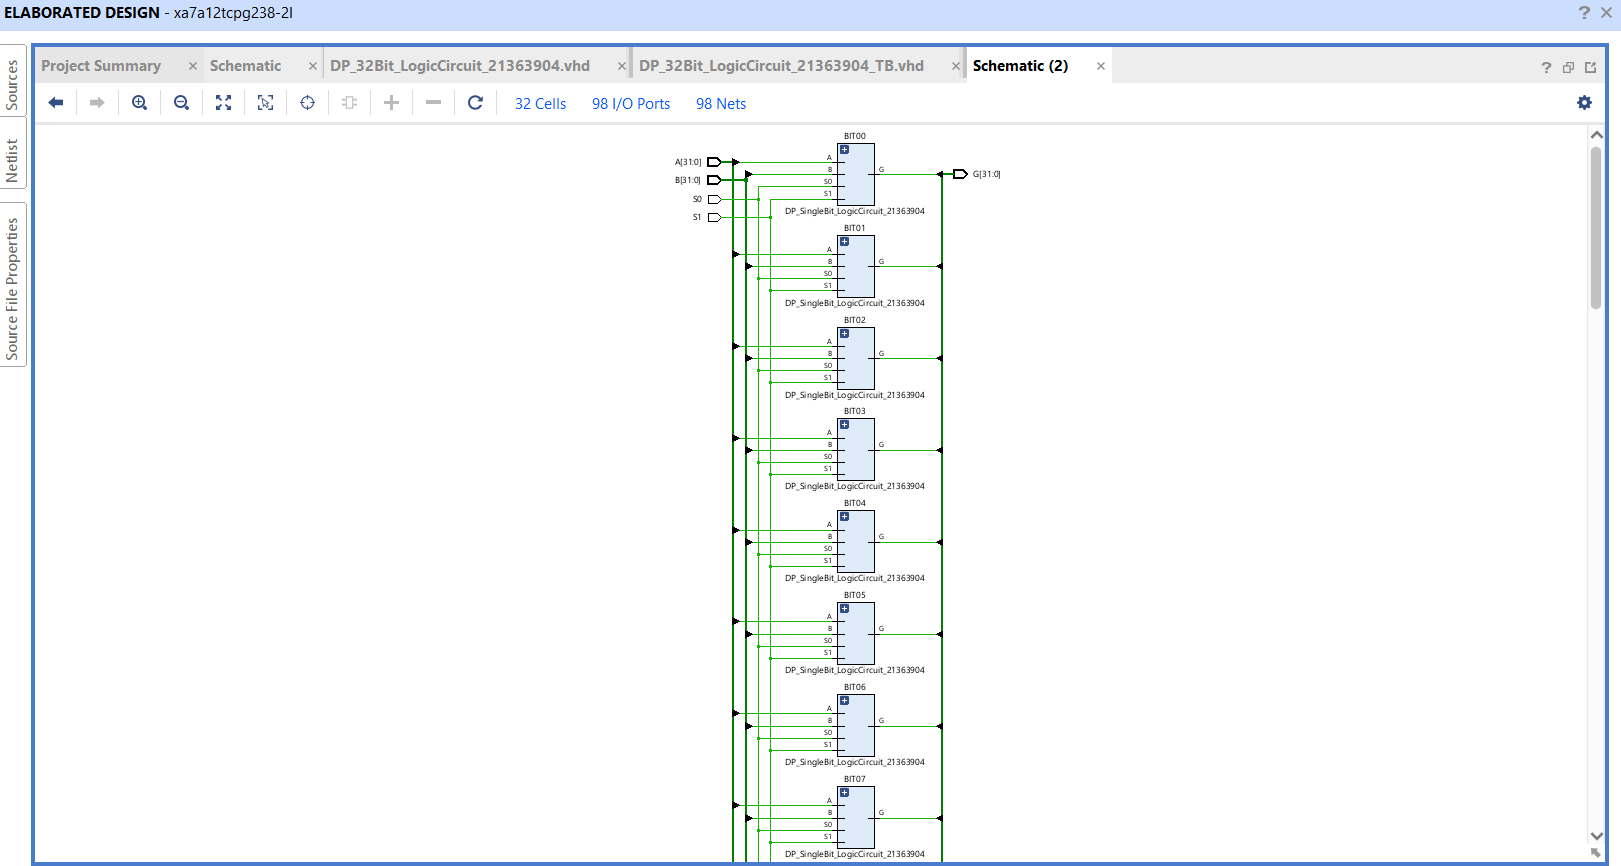 ELABORATED DESIGN - xa7a12tcpg238-2I
Sources
Netlist
Source File Properties
Project Summary
Schematic
DP_32Bit_LogicCircuit_21363904.vhd
DP_32Bit_LogicCircuit_21363904_TB.vhd
Schematic (2)
32 Cells
98 I/O Ports
98 Nets
A[31:0]
B[31:0]
S0
S1
G[31:0]
BIT00
A
B
S0
S1
G
DP_SingleBit_LogicCircuit_21363904
BIT01
A
B
S0
S1
G
DP_SingleBit_LogicCircuit_21363904
BIT02
A
B
S0
S1
G
DP_SingleBit_LogicCircuit_21363904
BIT03
A
B
S0
S1
G
DP_SingleBit_LogicCircuit_21363904
BIT04
A
B
S0
S1
G
DP_SingleBit_LogicCircuit_21363904
BIT05
A
B
S0
S1
G
DP_SingleBit_LogicCircuit_21363904
BIT06
A
B
S0
S1
G
DP_SingleBit_LogicCircuit_21363904
BIT07
A
B
S0
S1
G
DP_SingleBit_LogicCircuit_21363904